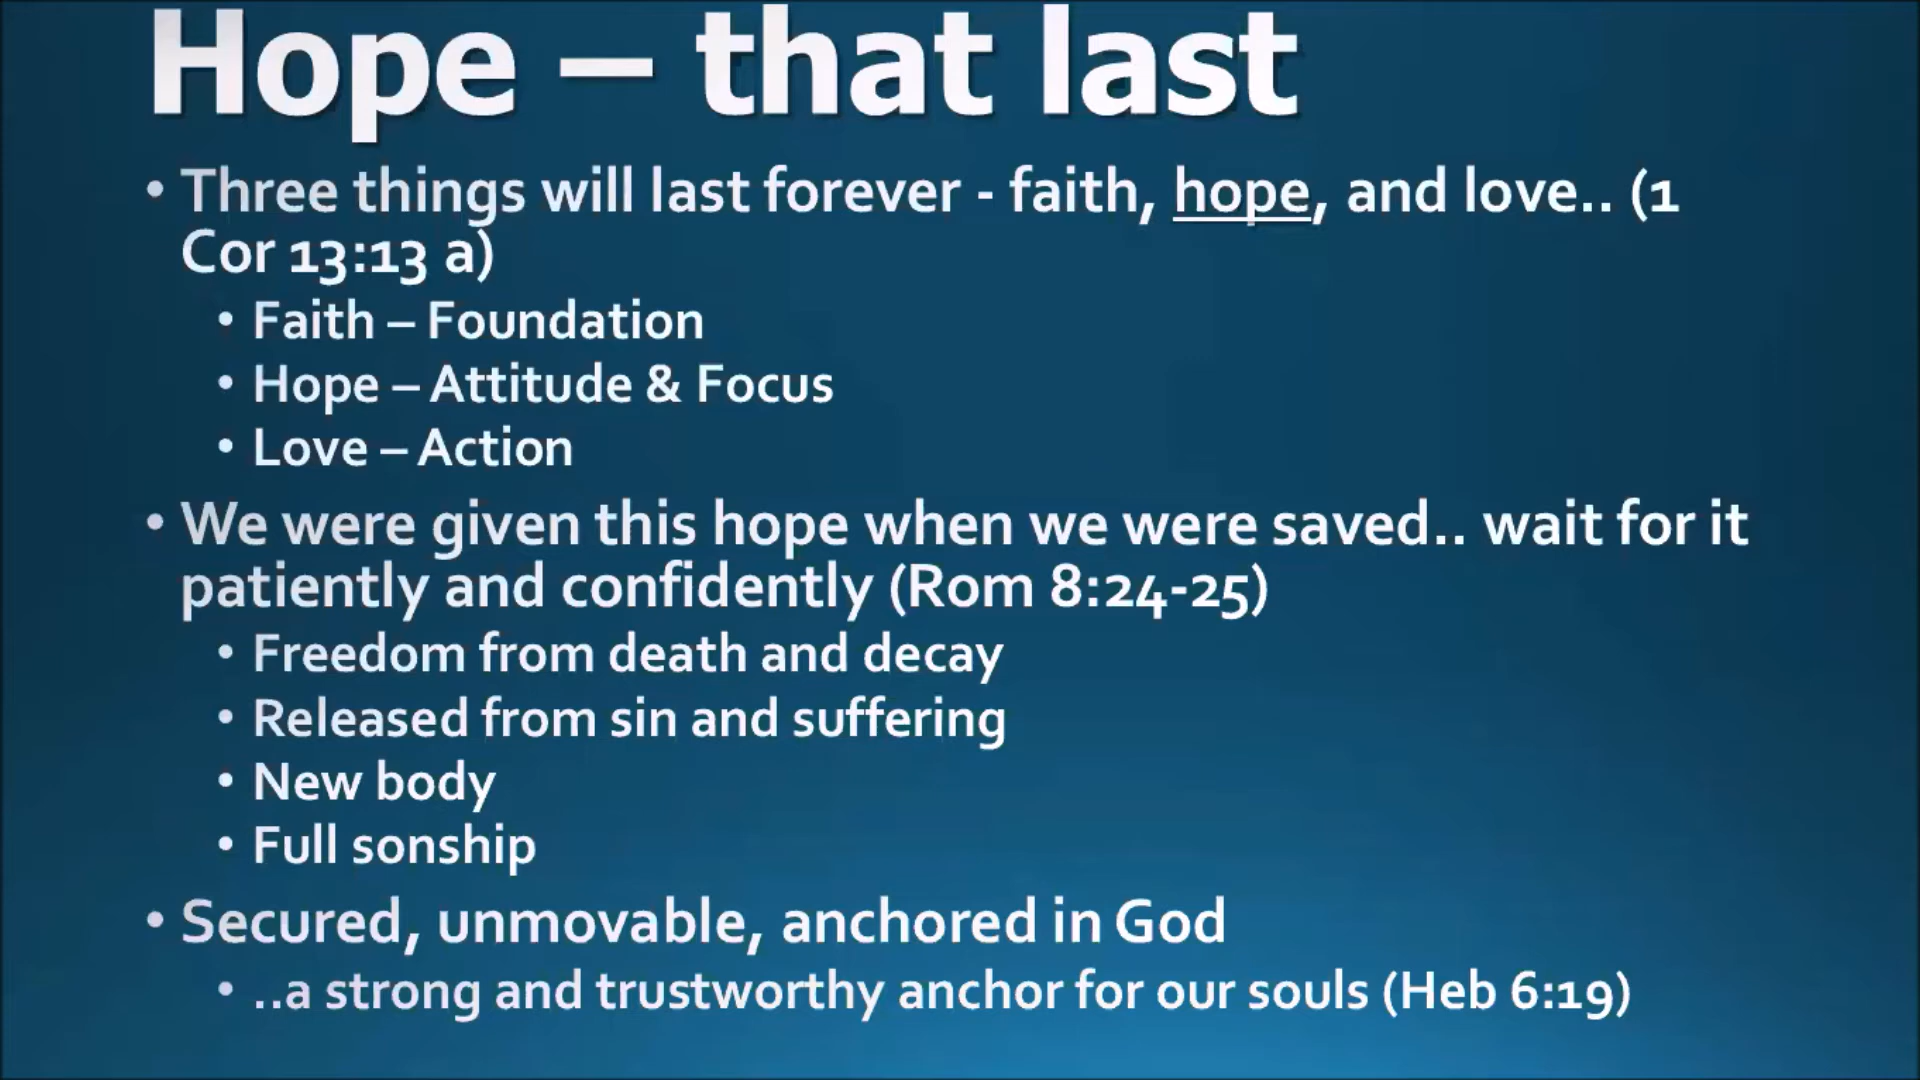 Hope – that last
• Three things will last forever - faith, hope, and love.. (1
Cor 13:13 a)
• Faith – Foundation
• Hope – Attitude & Focus
• Love – Action
• We were given this hope when we were saved.. wait for it
patiently and confidently (Rom 8:24-25)
• Freedom from death and decay
• Released from sin and suffering
• New body
• Full sonship
• Secured, unmovable, anchored in God
• ..a strong and trustworthy anchor for our souls (Heb 6:19)